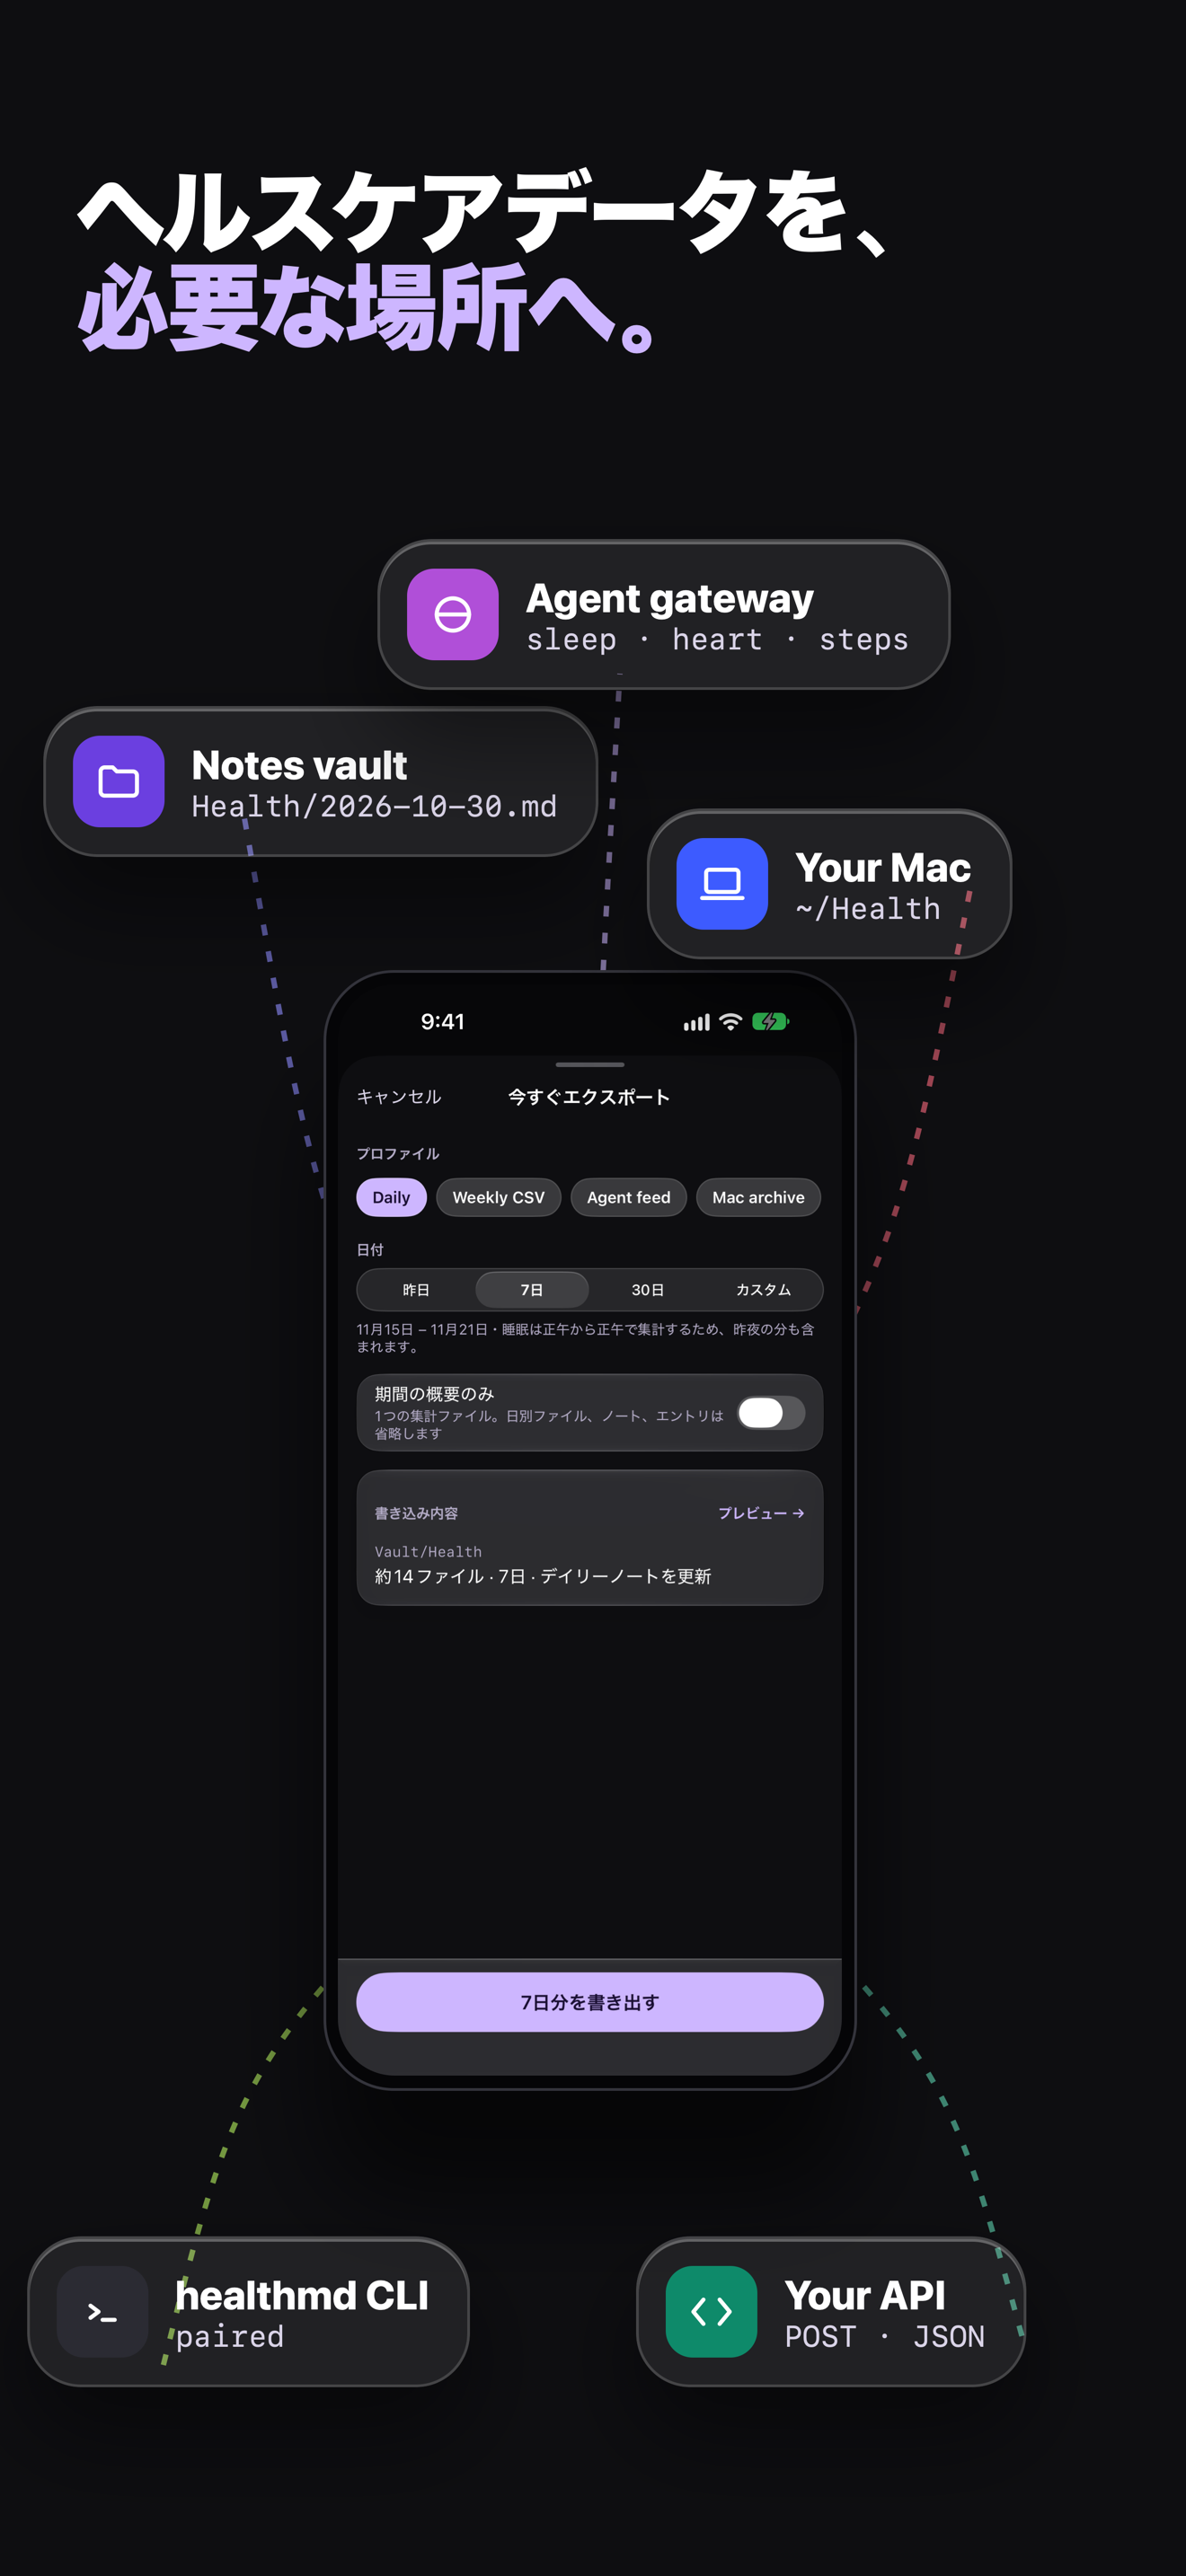 ヘルスケアデータを、
必要な場所へ。
Agent gateway
sleep · heart · steps
Notes vault
Health/2026-10-30.md
Your Mac
~/Health
9:41
キャンセル
今すぐエクスポート
プロファイル
Daily
Weekly CSV
Agent feed
Mac archive
日付
昨日
7日
30日
カスタム
11月15日 – 11月21日・睡眠は正午から正午で集計するため、昨夜の分も含
まれます。
期間の概要のみ
1つの集計ファイル。日別ファイル、ノート、エントリは
省略します
書き込み内容
プレビュー →
Vault/Health
約14ファイル · 7日 · デイリーノートを更新
7日分を書き出す
healthmd CLI
paired
Your API
POST · JSON